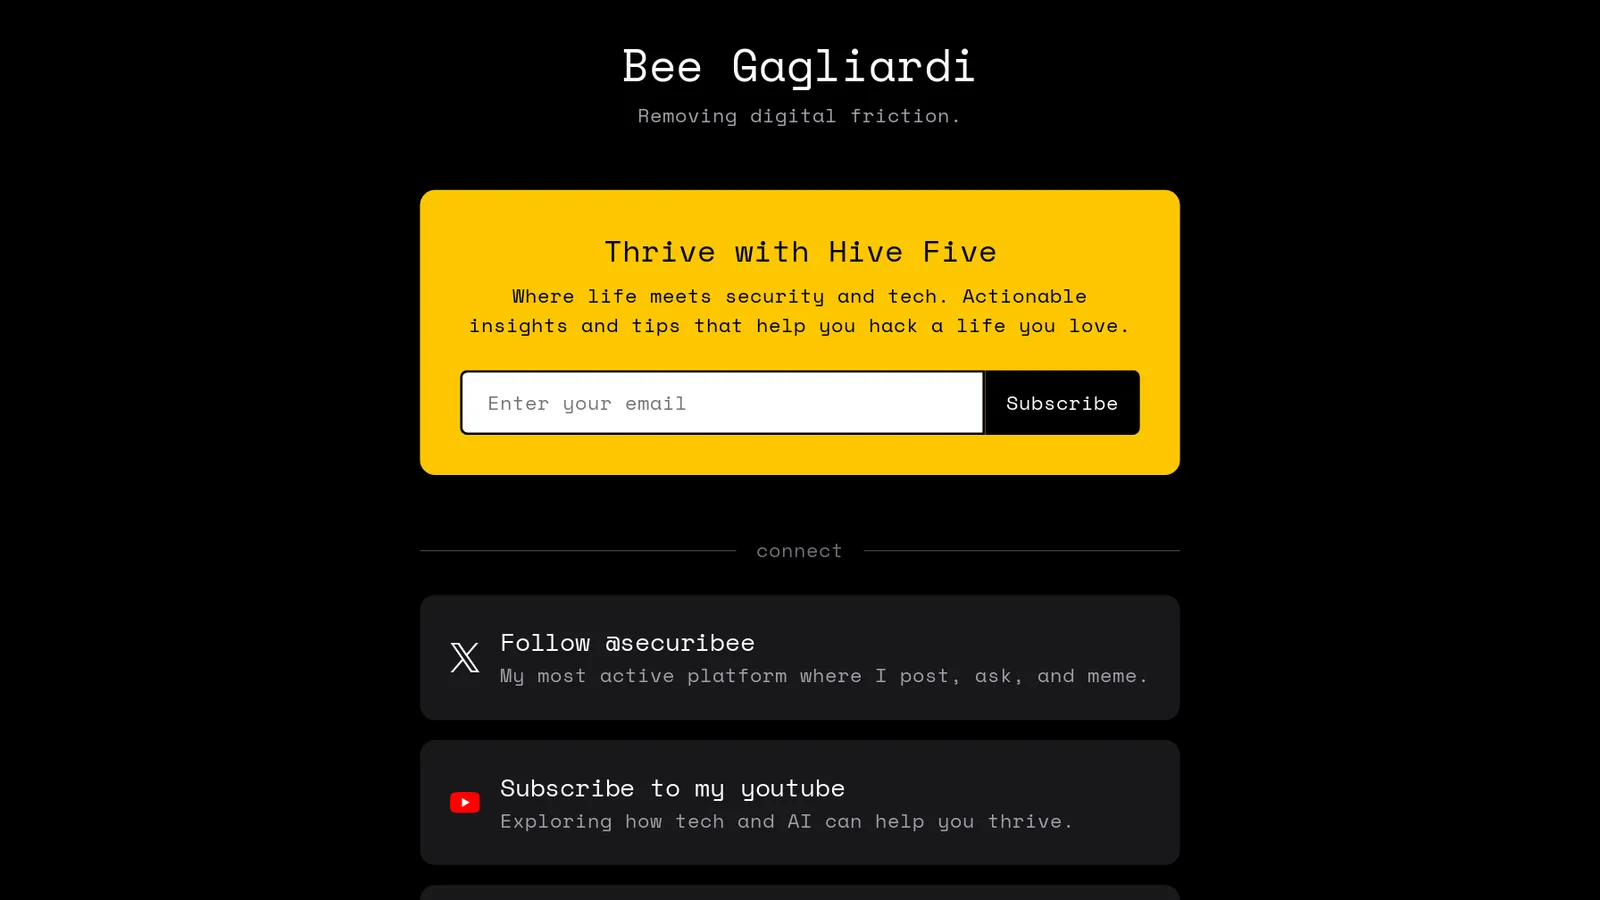 Bee Gagliardi
Removing digital friction.
Thrive with Hive Five
Where life meets security and tech. Actionable
insights and tips that help you hack a life you love.
Enter your email
Subscribe
connect
Follow @securibee
My most active platform where I post, ask, and meme.
Subscribe to my youtube
Exploring how tech and AI can help you thrive.